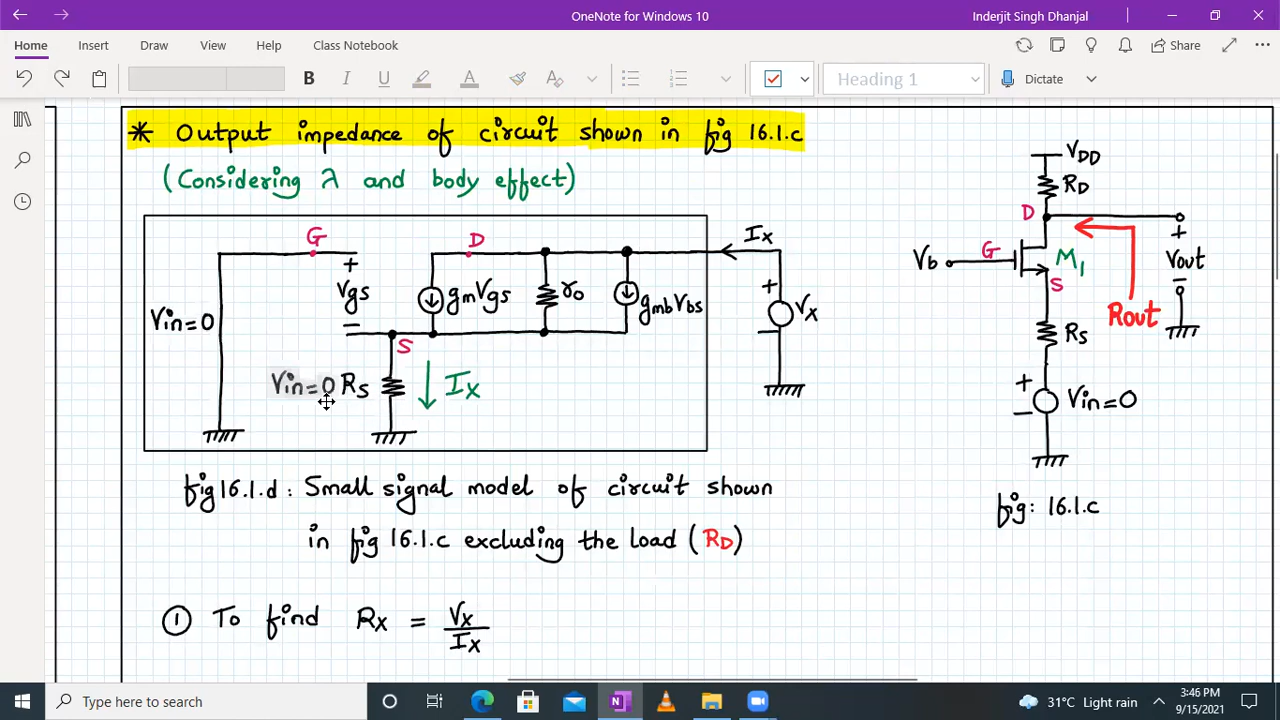 OneNote for Windows 10
Inderjit Singh Dhanjal
Home Insert Draw View Help Class Notebook
Share
B I U A
Heading 1
Dictate
* Output impedance of circuit shown in fig 16.1.c
(Considering λ and body effect)
G
D
Ix
+
Vgs
=
gmVgs
ro
gmbVbs
+
Vx
−
Vin=0
S
Vin=0 Rs
Ix
VDD
RD
D
+
Vb
G
M1
Vout
−
S
Rout
Rs
+
−
Vin=0
fig: 16.1.c
fig 16.1.d : Small signal model of circuit shown
in fig 16.1.c excluding the load (RD)
① To find Rx = Vx
Ix
Type here to search
31°C Light rain
3:46 PM
9/15/2021